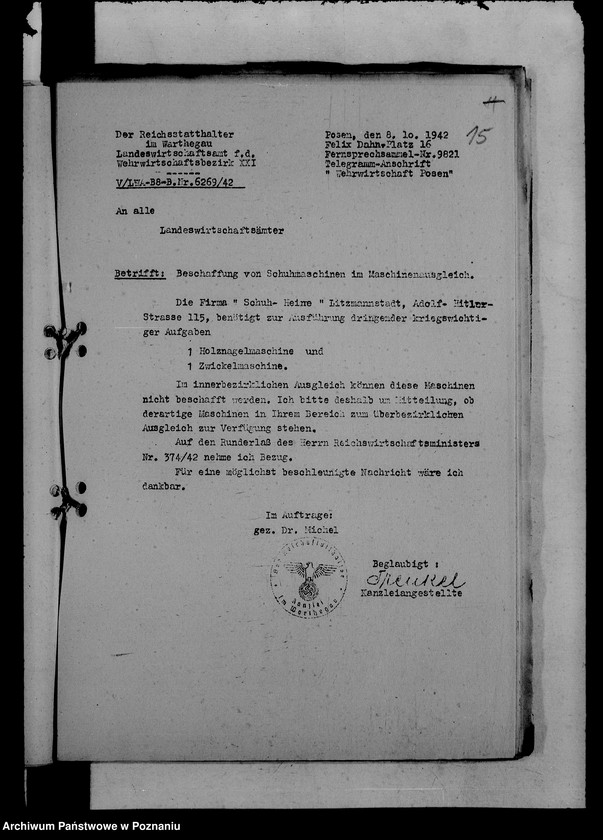 4
15
Der Reichsstatthalter
im Warthegau
Landeswirtschaftsamt f.d.
Wehrwirtschaftsbezirk XXI
V/LWA-B8-B.Nr.6269/42
Posen, den 8. 10. 1942
Felix Dahn-Platz 16
Fernsprechsammel-Nr.9821
Telegramm-Anschrift
" Wehrwirtschaft Posen"
An alle
Landeswirtschaftsämter
Betrifft: Beschaffung von Schuhmaschinen im Maschinenausgleich.
Die Firma " Schuh- Heime " Litzmannstadt, Adolf- Hitler-
Strasse 115, benötigt zur Ausführung dringender kriegswichti-
ger Aufgaben
1 Holznagelmaschine und
1 Zwickelmaschine.
Im innerbezirklichen Ausgleich können diese Maschinen
nicht beschafft werden. Ich bitte deshalb um Mitteilung, ob
derartige Maschinen in Ihrem Bereich zum überbezirklichen
Ausgleich zur Verfügung stehen.
Auf den Runderlaß des Herrn Reichswirtschaftsministers
Nr. 374/42 nehme ich Bezug.
Für eine möglichst beschleunigte Nachricht wäre ich
dankbar.
Im Auftrage:
gez. Dr. Michel
Kanzlei
im Warthegau
Beglaubigt :
Trenkel
Kanzleiangestellte
Archiwum Państwowe w Poznaniu